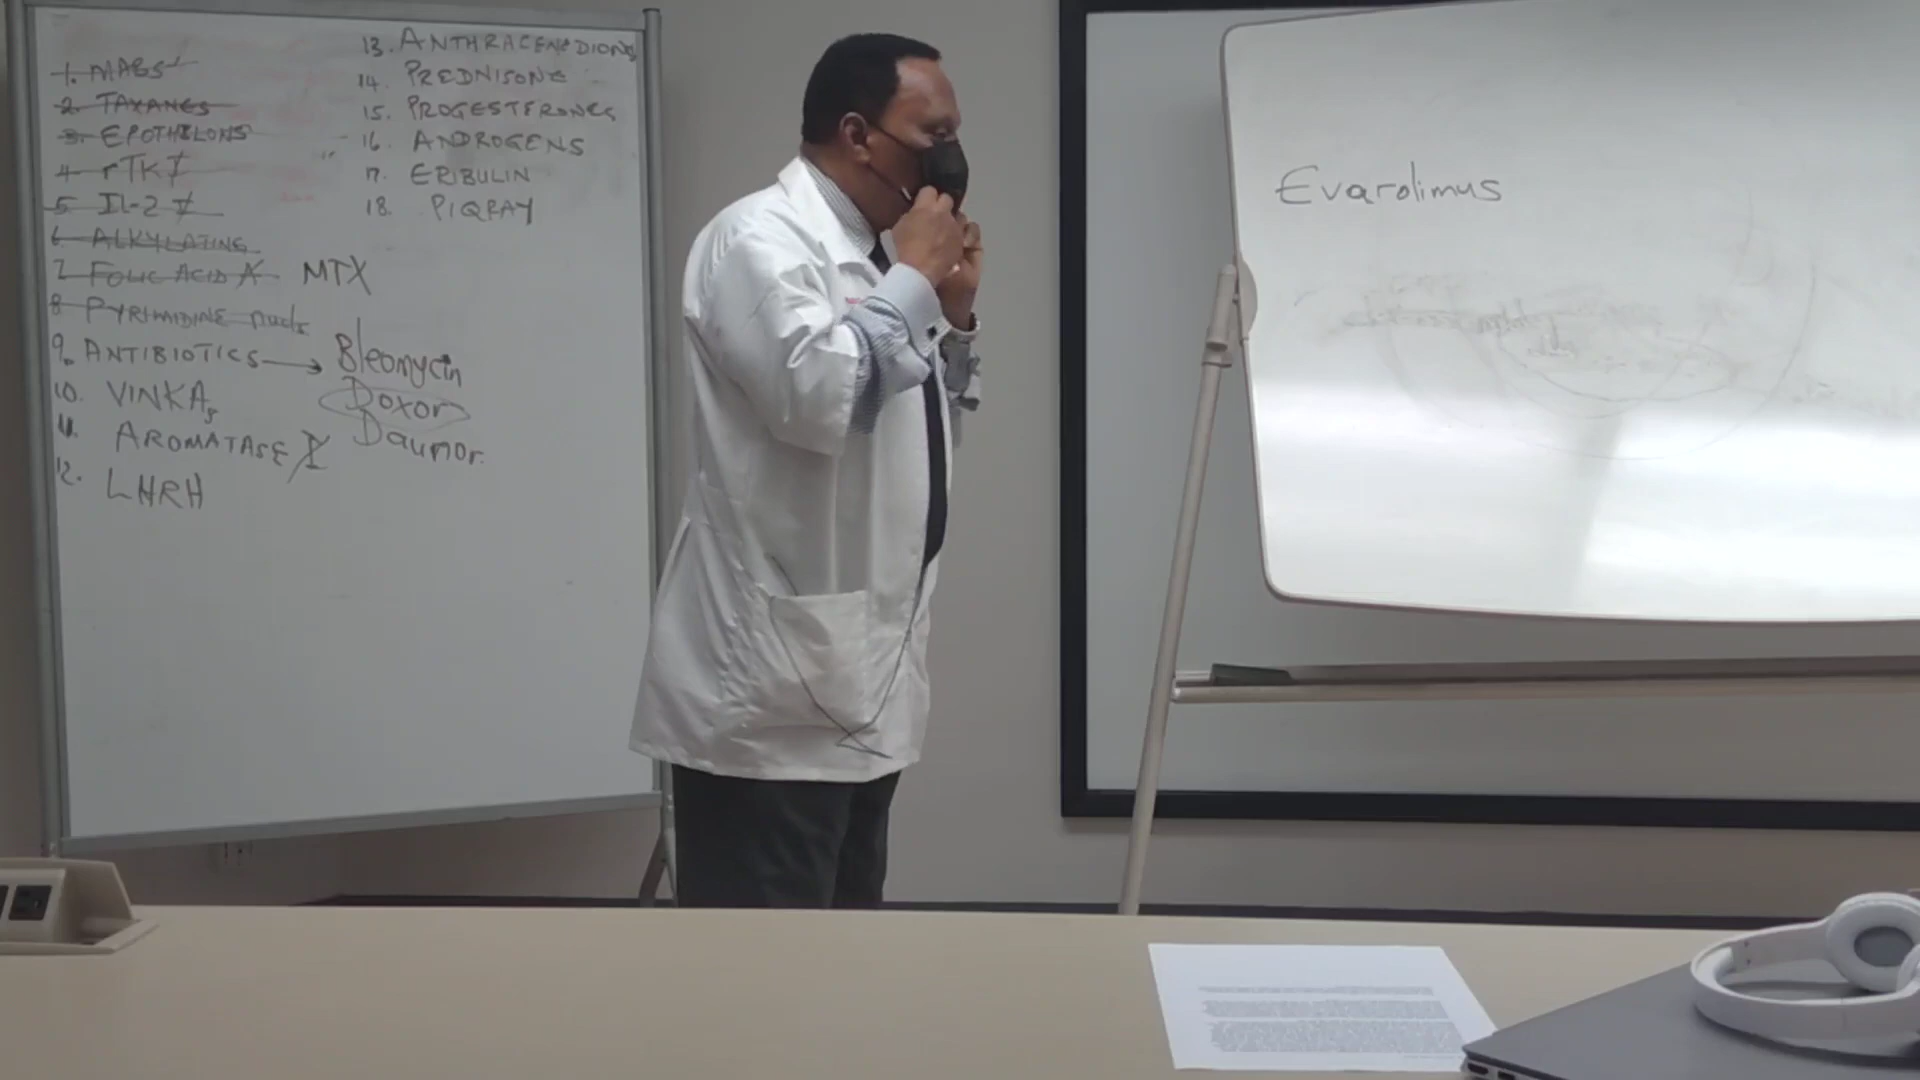 1. MABS
2. TAXANES
3. EPOTHILONS
4. rTKI
5. IL-2 I
6. ALKYLATING
7 FOLIC ACID A MTX
8 PYRIMIDINE nucls
9. ANTIBIOTICS → Bleomycin
Doxor
Daunor.
10. VINKAs
11. AROMATASE I
12. LHRH
13. ANTHRACENEDIONS
14. PREDNISONE
15. PROGESTERONES
16. ANDROGENS
17. ERIBULIN
18. PIQRAY
Evarolimus